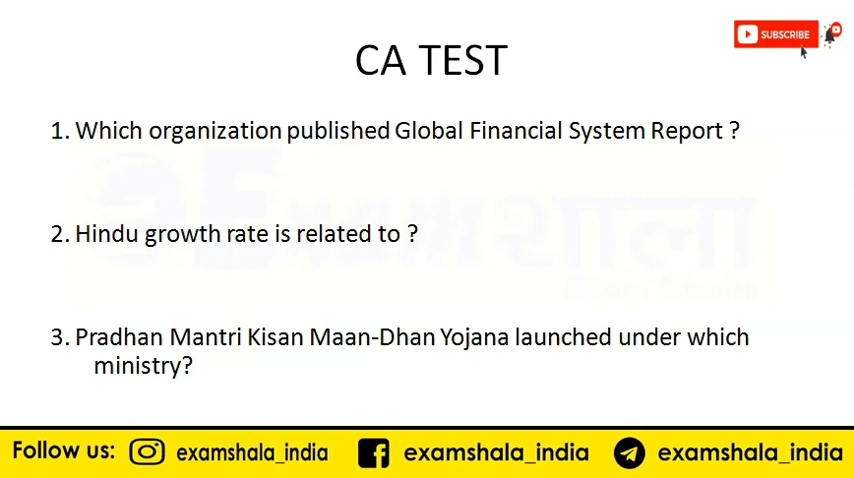 SUBSCRIBE
CA TEST
1. Which organization published Global Financial System Report ?
2. Hindu growth rate is related to ?
3. Pradhan Mantri Kisan Maan-Dhan Yojana launched under which
ministry?
Follow us: examshala_india examshala_india examshala_india